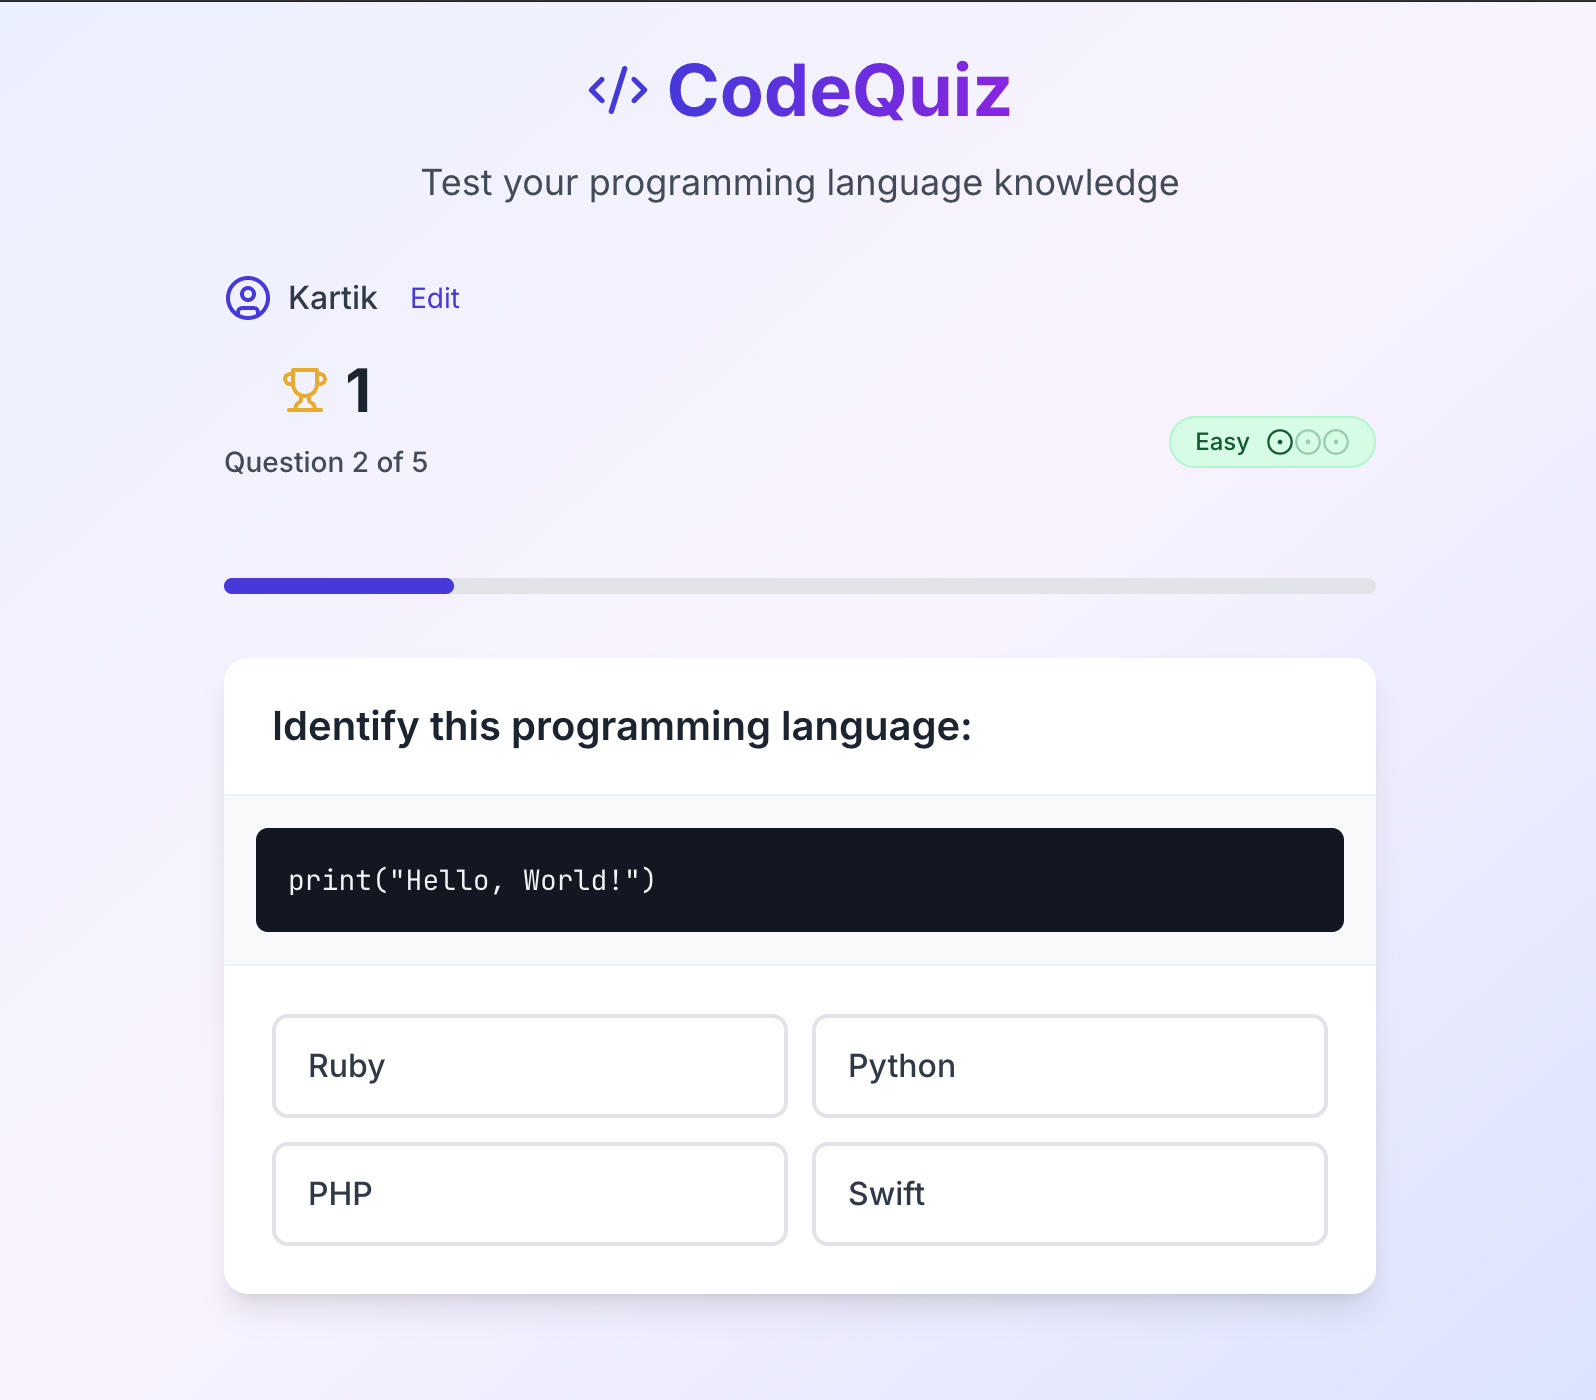 CodeQuiz
Test your programming language knowledge
Kartik Edit
1
Question 2 of 5
Easy
Identify this programming language:
print("Hello, World!")
Ruby
Python
PHP
Swift